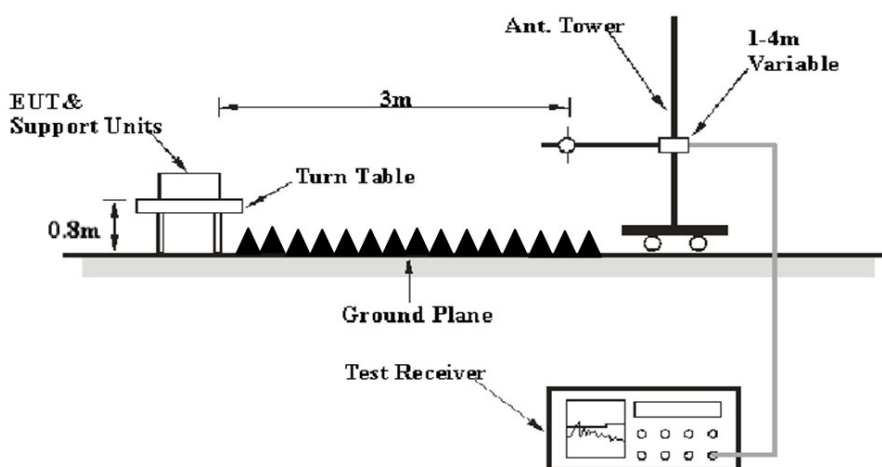 Ant. Tower
1-4m
Variable
3m
EUT&
Support Units
Turn Table
0.8m
Ground Plane
Test Receiver